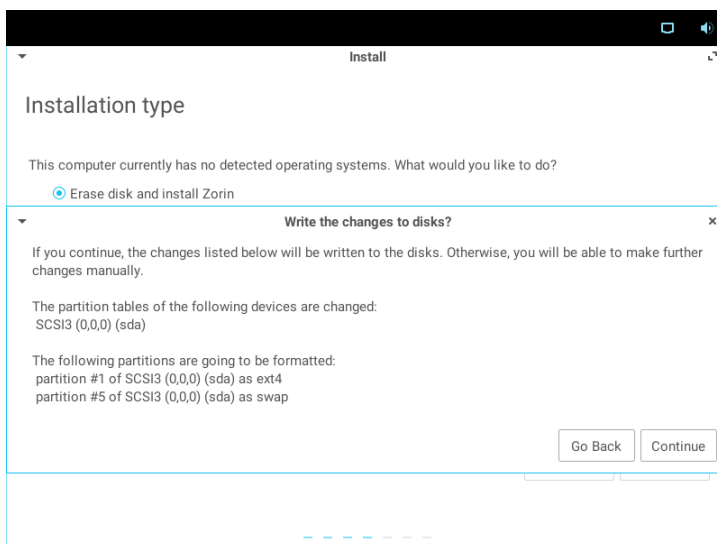 Install
Installation type
This computer currently has no detected operating systems. What would you like to do?
Erase disk and install Zorin
Write the changes to disks?
If you continue, the changes listed below will be written to the disks. Otherwise, you will be able to make further
changes manually.
The partition tables of the following devices are changed:
SCSI3 (0,0,0) (sda)
The following partitions are going to be formatted:
partition #1 of SCSI3 (0,0,0) (sda) as ext4
partition #5 of SCSI3 (0,0,0) (sda) as swap
Go Back
Continue